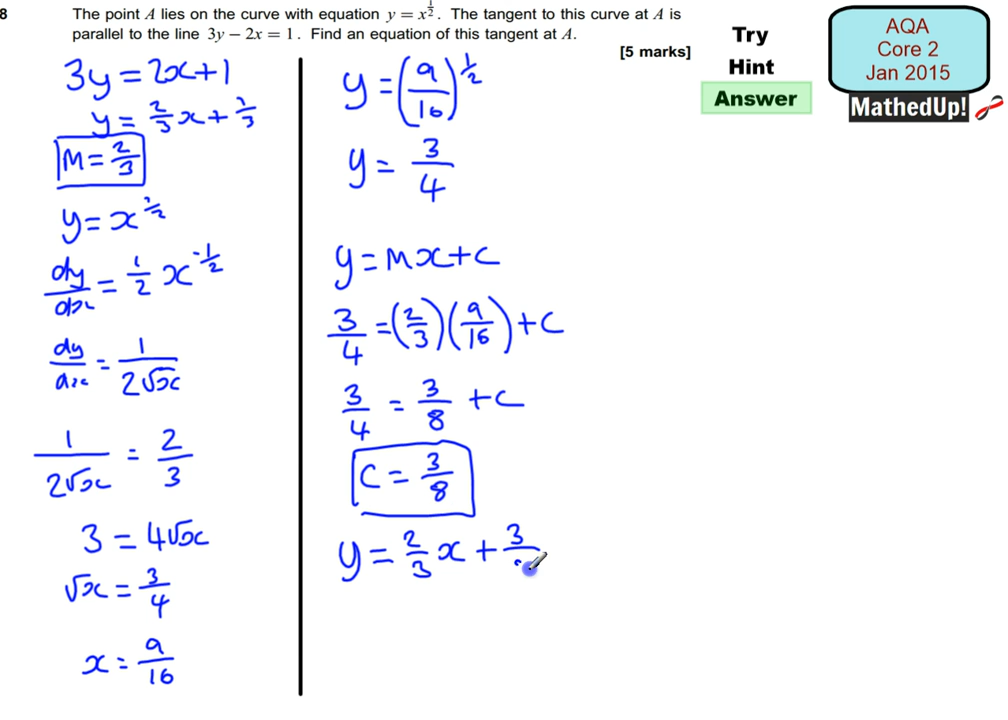 8 The point A lies on the curve with equation y = x^(1/2). The tangent to this curve at A is
parallel to the line 3y − 2x = 1. Find an equation of this tangent at A.
[5 marks]
Try
Hint
Answer
AQA
Core 2
Jan 2015
MathedUp!
3y = 2x + 1
y = 2/3 x + 1/3
M = 2/3
y = x^(1/2)
dy/dx = 1/2 x^(-1/2)
dy/dx = 1/(2√x)
1/(2√x) = 2/3
3 = 4√x
√x = 3/4
x = 9/16
y = (9/16)^(1/2)
y = 3/4
y = Mx + C
3/4 = (2/3)(9/16) + C
3/4 = 3/8 + C
C = 3/8
y = 2/3 x + 3/